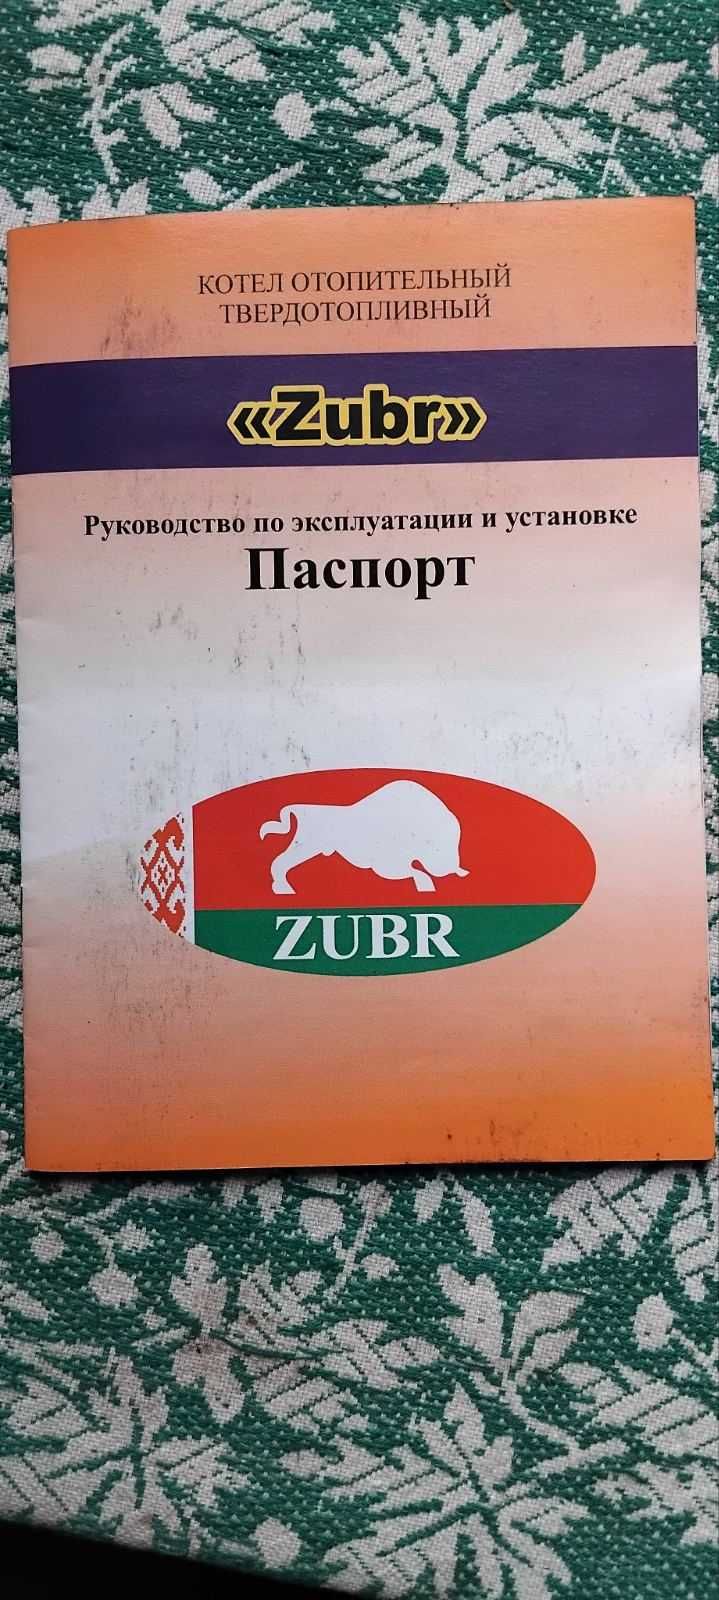 КОТЕЛ ОТОПИТЕЛЬНЫЙ
ТВЕРДОТОПЛИВНЫЙ
«Zubr»
Руководство по эксплуатации и установке
Паспорт
ZUBR